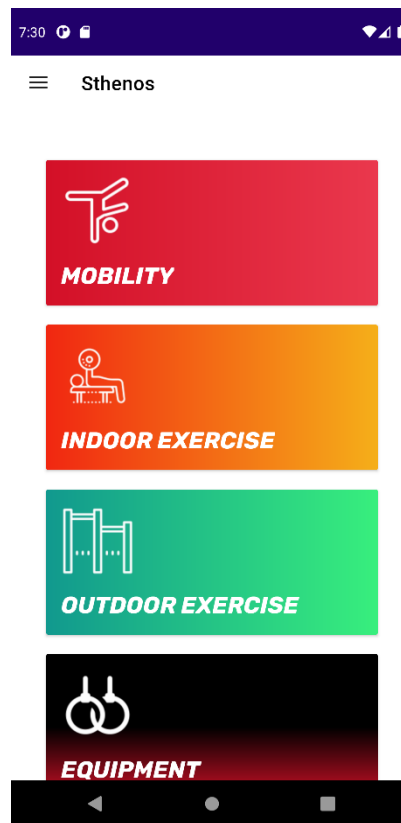 7:30
Sthenos
MOBILITY
INDOOR EXERCISE
OUTDOOR EXERCISE
EQUIPMENT